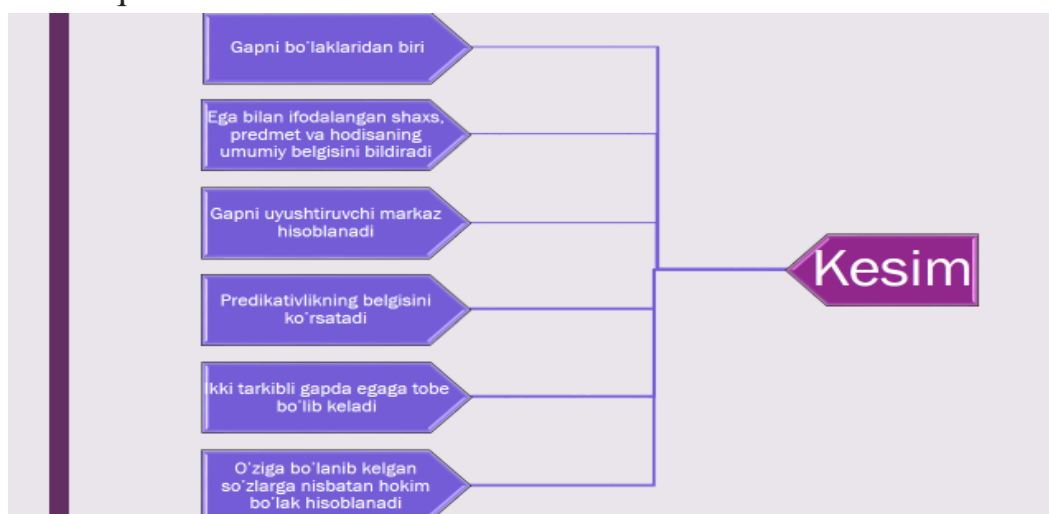 Gapni bo'laklaridan biri
Ega bilan ifodalangan shaxs,
predmet va hodisaning
umumiy belgisini bildiradi
Gapni uyushtiruvchi markaz
hisoblanadi
Predikativlikning belgisini
ko'rsatadi
Ikki tarkibli gapda egaga tobe
bo'lib keladi
O'ziga bo'lanib kelgan
so'zlarga nisbatan hokim
bo'lak hisoblanadi
Kesim